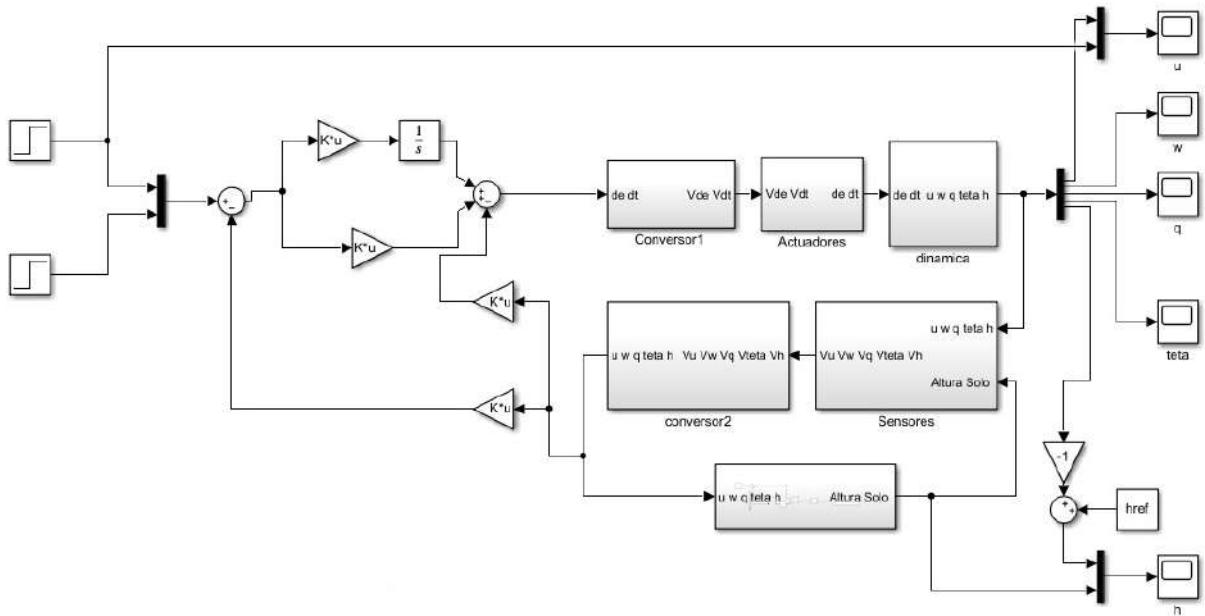 u
w
K*u
1
s
+
-
+
+
-
de dt
Vde Vdt
Conversor1
Vde Vdt
de dt
Actuadores
de dt
u w q teta h
dinamica
q
K*u
K*u
u w q teta h
Vu Vw Vq Vteta Vh
conversor2
u w q teta h
Vu Vw Vq Vteta Vh
Altura Solo
Sensores
teta
K*u
-1
u w q teta h
Altura Solo
+
+
href
h